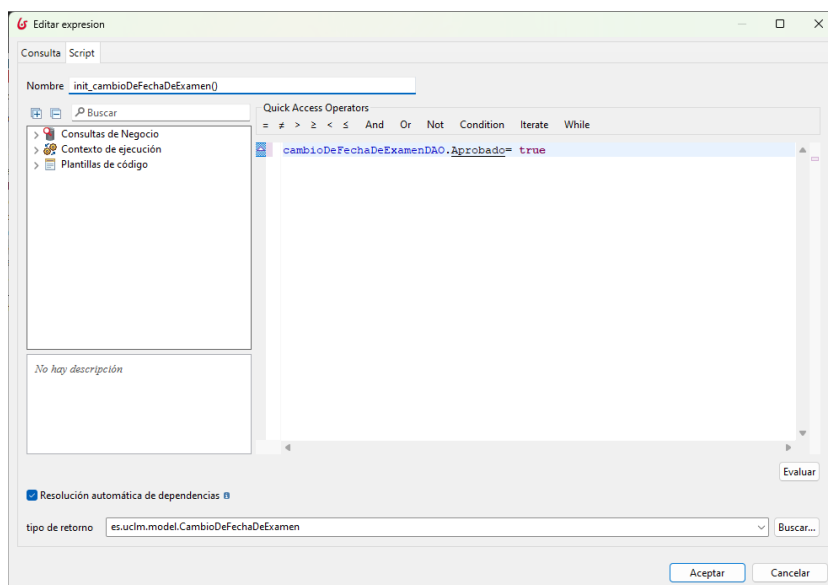 Editar expresion
Consulta Script
Nombre init_cambioDeFechaDeExamen()
Buscar
Quick Access Operators
= ≠ > ≥ < ≤ And Or Not Condition Iterate While
Consultas de Negocio
Contexto de ejecución
Plantillas de código
cambioDeFechaDeExamenDAO.Aprobado= true
No hay descripción
Evaluar
Resolución automática de dependencias
tipo de retorno es.uclm.model.CambioDeFechaDeExamen Buscar...
Aceptar Cancelar